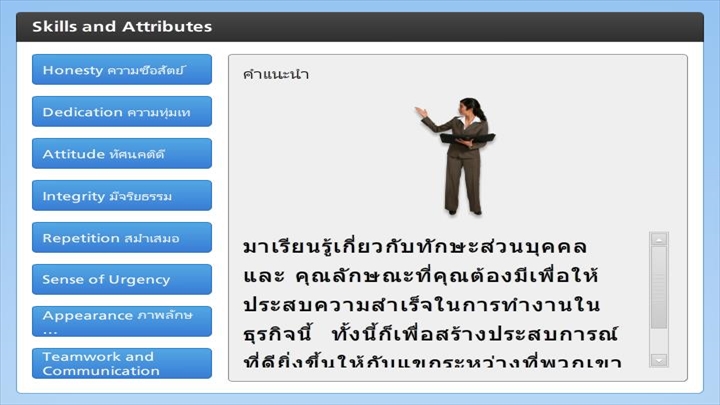 Skills and Attributes
Honesty ความซื่อสัตย์
Dedication ความทุ่มเท
Attitude ทัศนคติดี
Integrity มีจริยธรรม
Repetition สม่ำเสมอ
Sense of Urgency
Appearance ภาพลักษ
...
Teamwork and
Communication
คำแนะนำ
มาเรียนรู้เกี่ยวกับทักษะส่วนบุคคล
และ คุณลักษณะที่คุณต้องมีเพื่อให้
ประสบความสำเร็จในการทำงานใน
ธุรกิจนี้ ทั้งนี้ก็เพื่อสร้างประสบการณ์
ที่ดียิ่งขึ้นให้กับแขกระหว่างที่พวกเขา